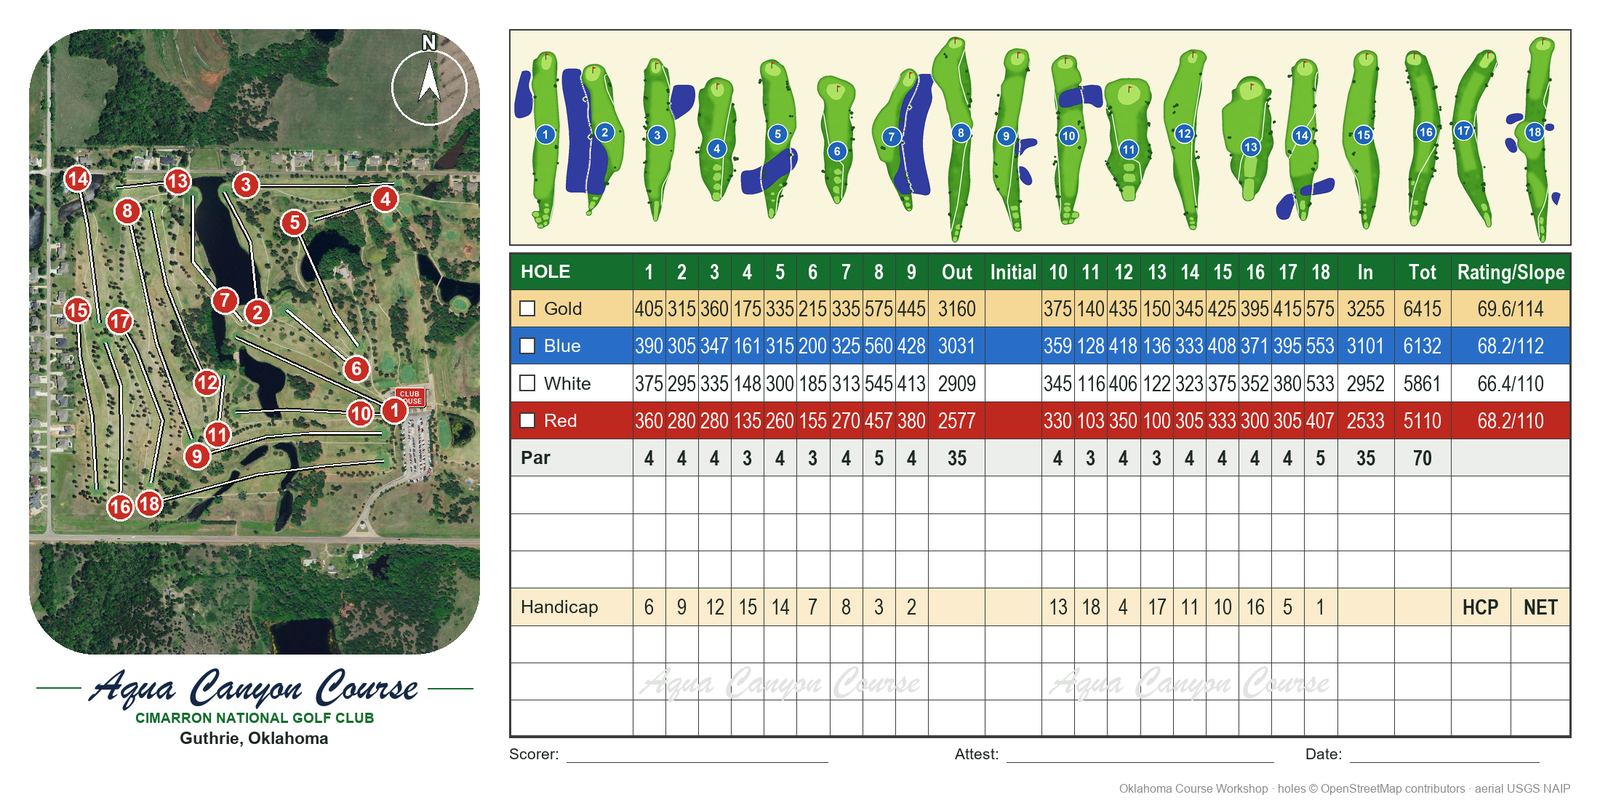 N
14
13
3
4
8
5
7
2
15
17
6
12
CLUB HOUSE
10
1
11
9
16
18
Aqua Canyon Course
CIMARRON NATIONAL GOLF CLUB
Guthrie, Oklahoma
1 2 3 4 5 6 7 8 9 10 11 12 13 14 15 16 17 18
HOLE 1 2 3 4 5 6 7 8 9 Out Initial 10 11 12 13 14 15 16 17 18 In Tot Rating/Slope
Gold 405 315 360 175 335 215 335 575 445 3160 375 140 435 150 345 425 395 415 575 3255 6415 69.6/114
Blue 390 305 347 161 315 200 325 560 428 3031 359 128 418 136 333 408 371 395 553 3101 6132 68.2/112
White 375 295 335 148 300 185 313 545 413 2909 345 116 406 122 323 375 352 380 533 2952 5861 66.4/110
Red 360 280 280 135 260 155 270 457 380 2577 330 103 350 100 305 333 300 305 407 2533 5110 68.2/110
Par 4 4 4 3 4 3 4 5 4 35 4 3 4 3 4 4 4 4 5 35 70
Handicap 6 9 12 15 14 7 8 3 2 13 18 4 17 11 10 16 5 1 HCP NET
Aqua Canyon Course Aqua Canyon Course
Scorer: Attest: Date:
Oklahoma Course Workshop · holes © OpenStreetMap contributors · aerial USGS NAIP